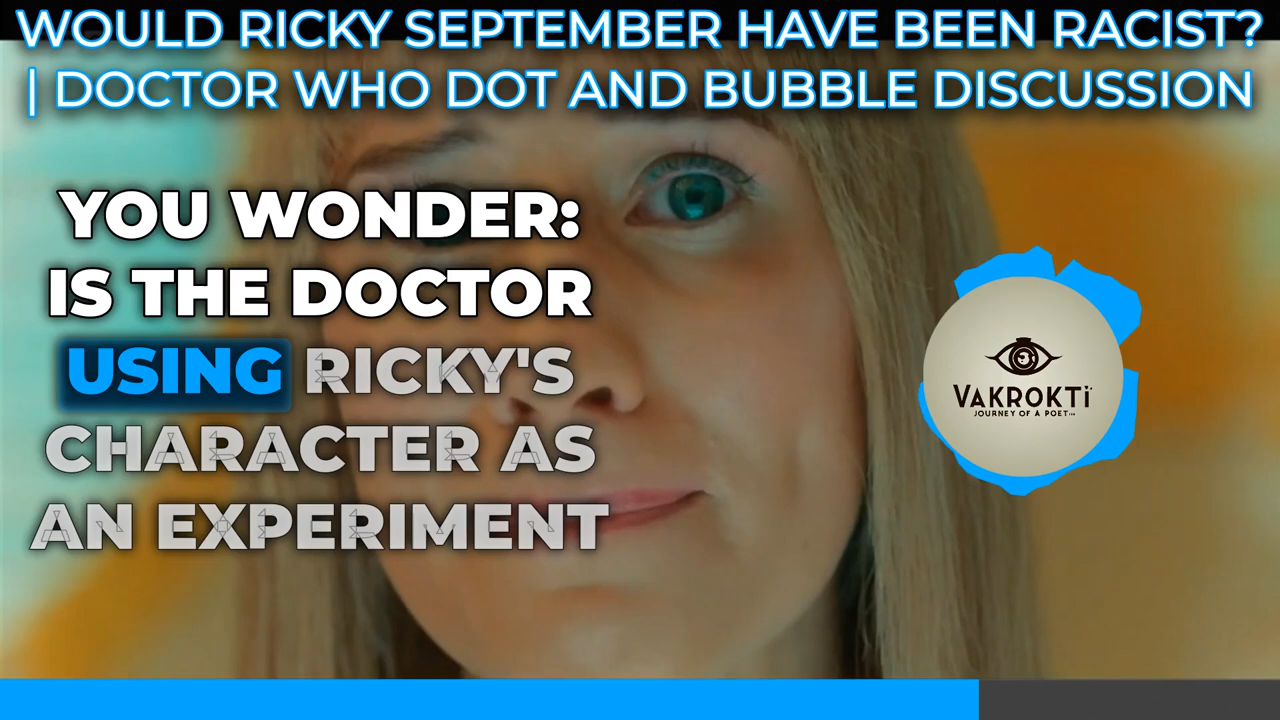 WOULD RICKY SEPTEMBER HAVE BEEN RACIST?
| DOCTOR WHO DOT AND BUBBLE DISCUSSION
YOU WONDER:
IS THE DOCTOR
USING RICKY'S
CHARACTER AS
AN EXPERIMENT
VAKROKTI
JOURNEY OF A POET...